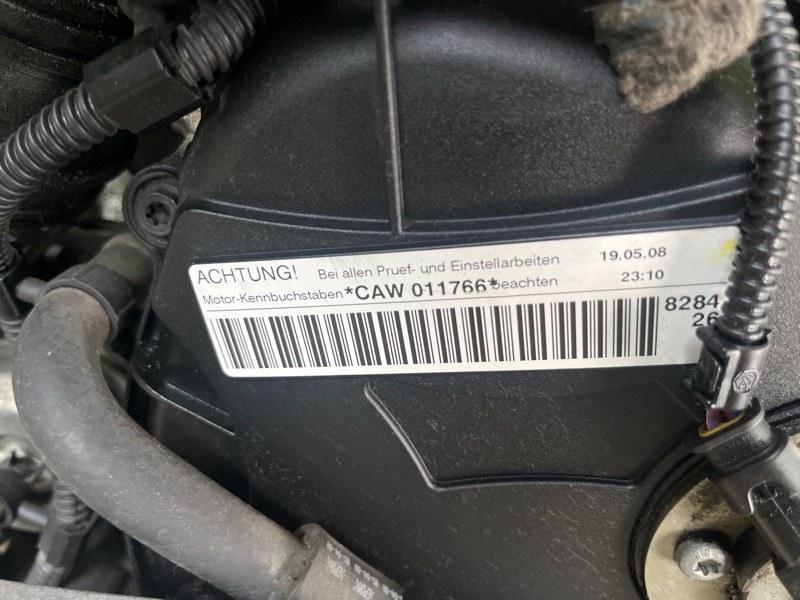 ACHTUNG! Bei allen Pruef- und Einstellarbeiten 19.05.08
Motor-Kennbuchstaben *CAW 011766* beachten 23:10
8284
26